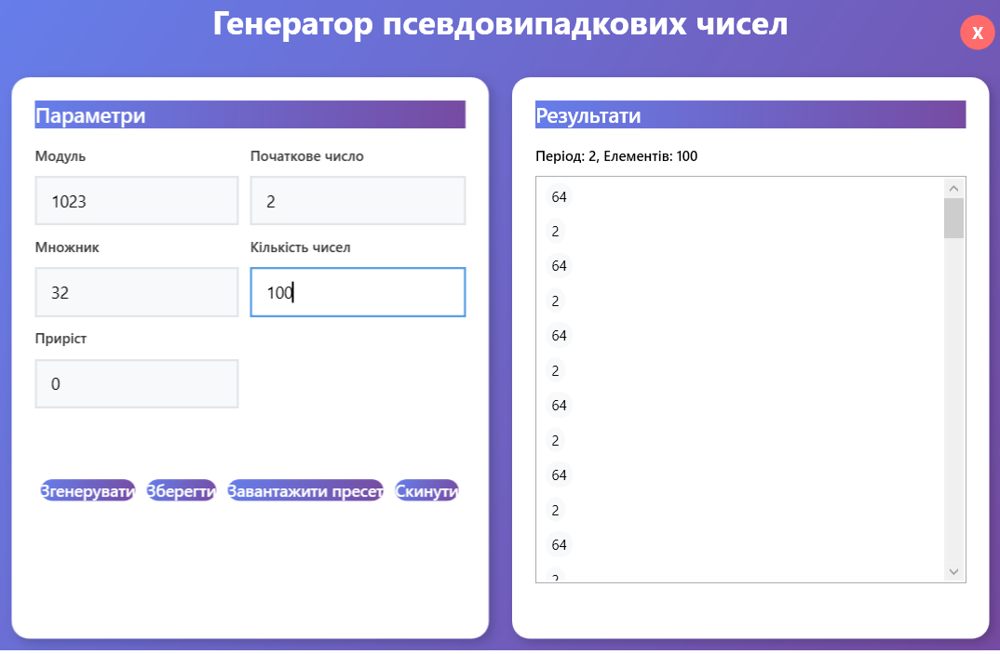 Генератор псевдовипадкових чисел
X
Параметри
Модуль
Початкове число
1023
2
Множник
Кількість чисел
32
100
Приріст
0
Згенерувати
Зберегти
Завантажити пресет
Скинути
Результати
Період: 2, Елементів: 100
64
2
64
2
64
2
64
2
64
2
64
2